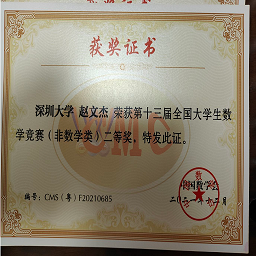 获奖证书
深圳大学 赵文杰 荣获第十三届全国大学生数
学竞赛（非数学类）二等奖，特发此证。
中国数学会
编号：CMS（粤）F20210685
二〇二一年十二月